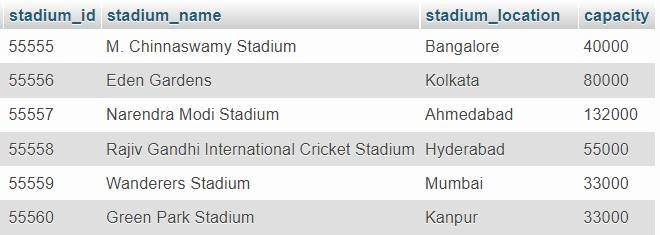 stadium_id stadium_name stadium_location capacity
55555 M. Chinnaswamy Stadium Bangalore 40000
55556 Eden Gardens Kolkata 80000
55557 Narendra Modi Stadium Ahmedabad 132000
55558 Rajiv Gandhi International Cricket Stadium Hyderabad 55000
55559 Wanderers Stadium Mumbai 33000
55560 Green Park Stadium Kanpur 33000